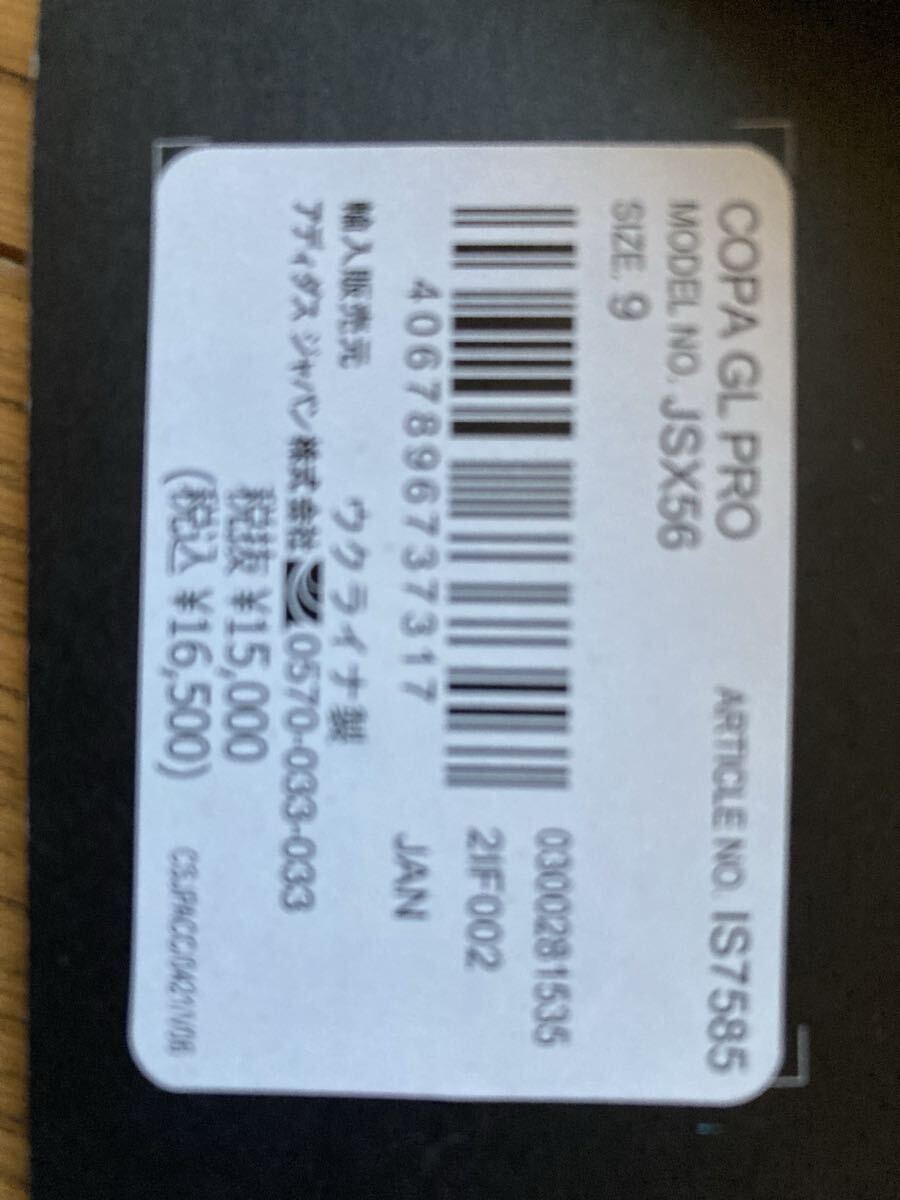 COPA GL PRO
ARTICLE NO. IS7585
MODEL NO. JSX56
SIZE. 9
0300281535
21F002
4067896737317
JAN
輸入販売元 ウクライナ製
アディダス ジャパン 株式会社 0570-033-033
税抜 ¥15,000
(税込 ¥16,500)